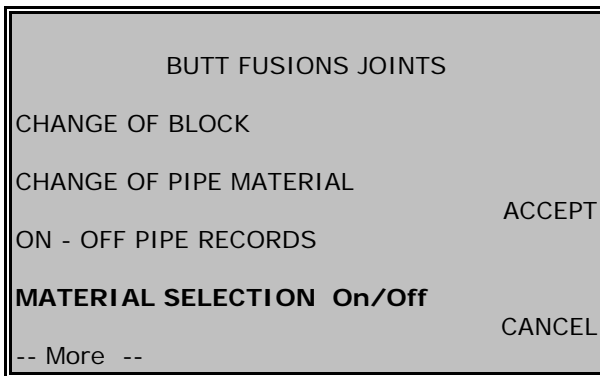 BUTT FUSIONS JOINTS
CHANGE OF BLOCK
CHANGE OF PIPE MATERIAL
ACCEPT
ON - OFF PIPE RECORDS
MATERIAL SELECTION On/Off
CANCEL
-- More --